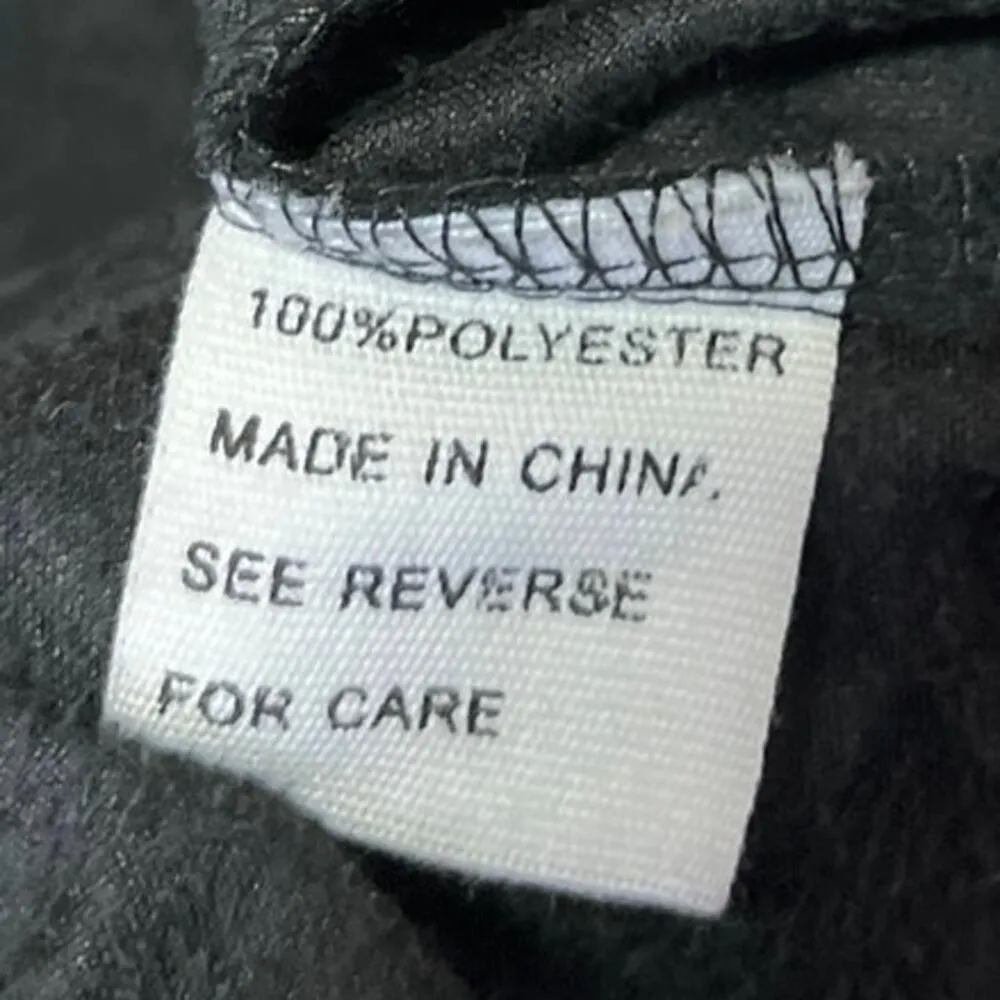 100%POLYESTER
MADE IN CHINA
SEE REVERSE
FOR CARE